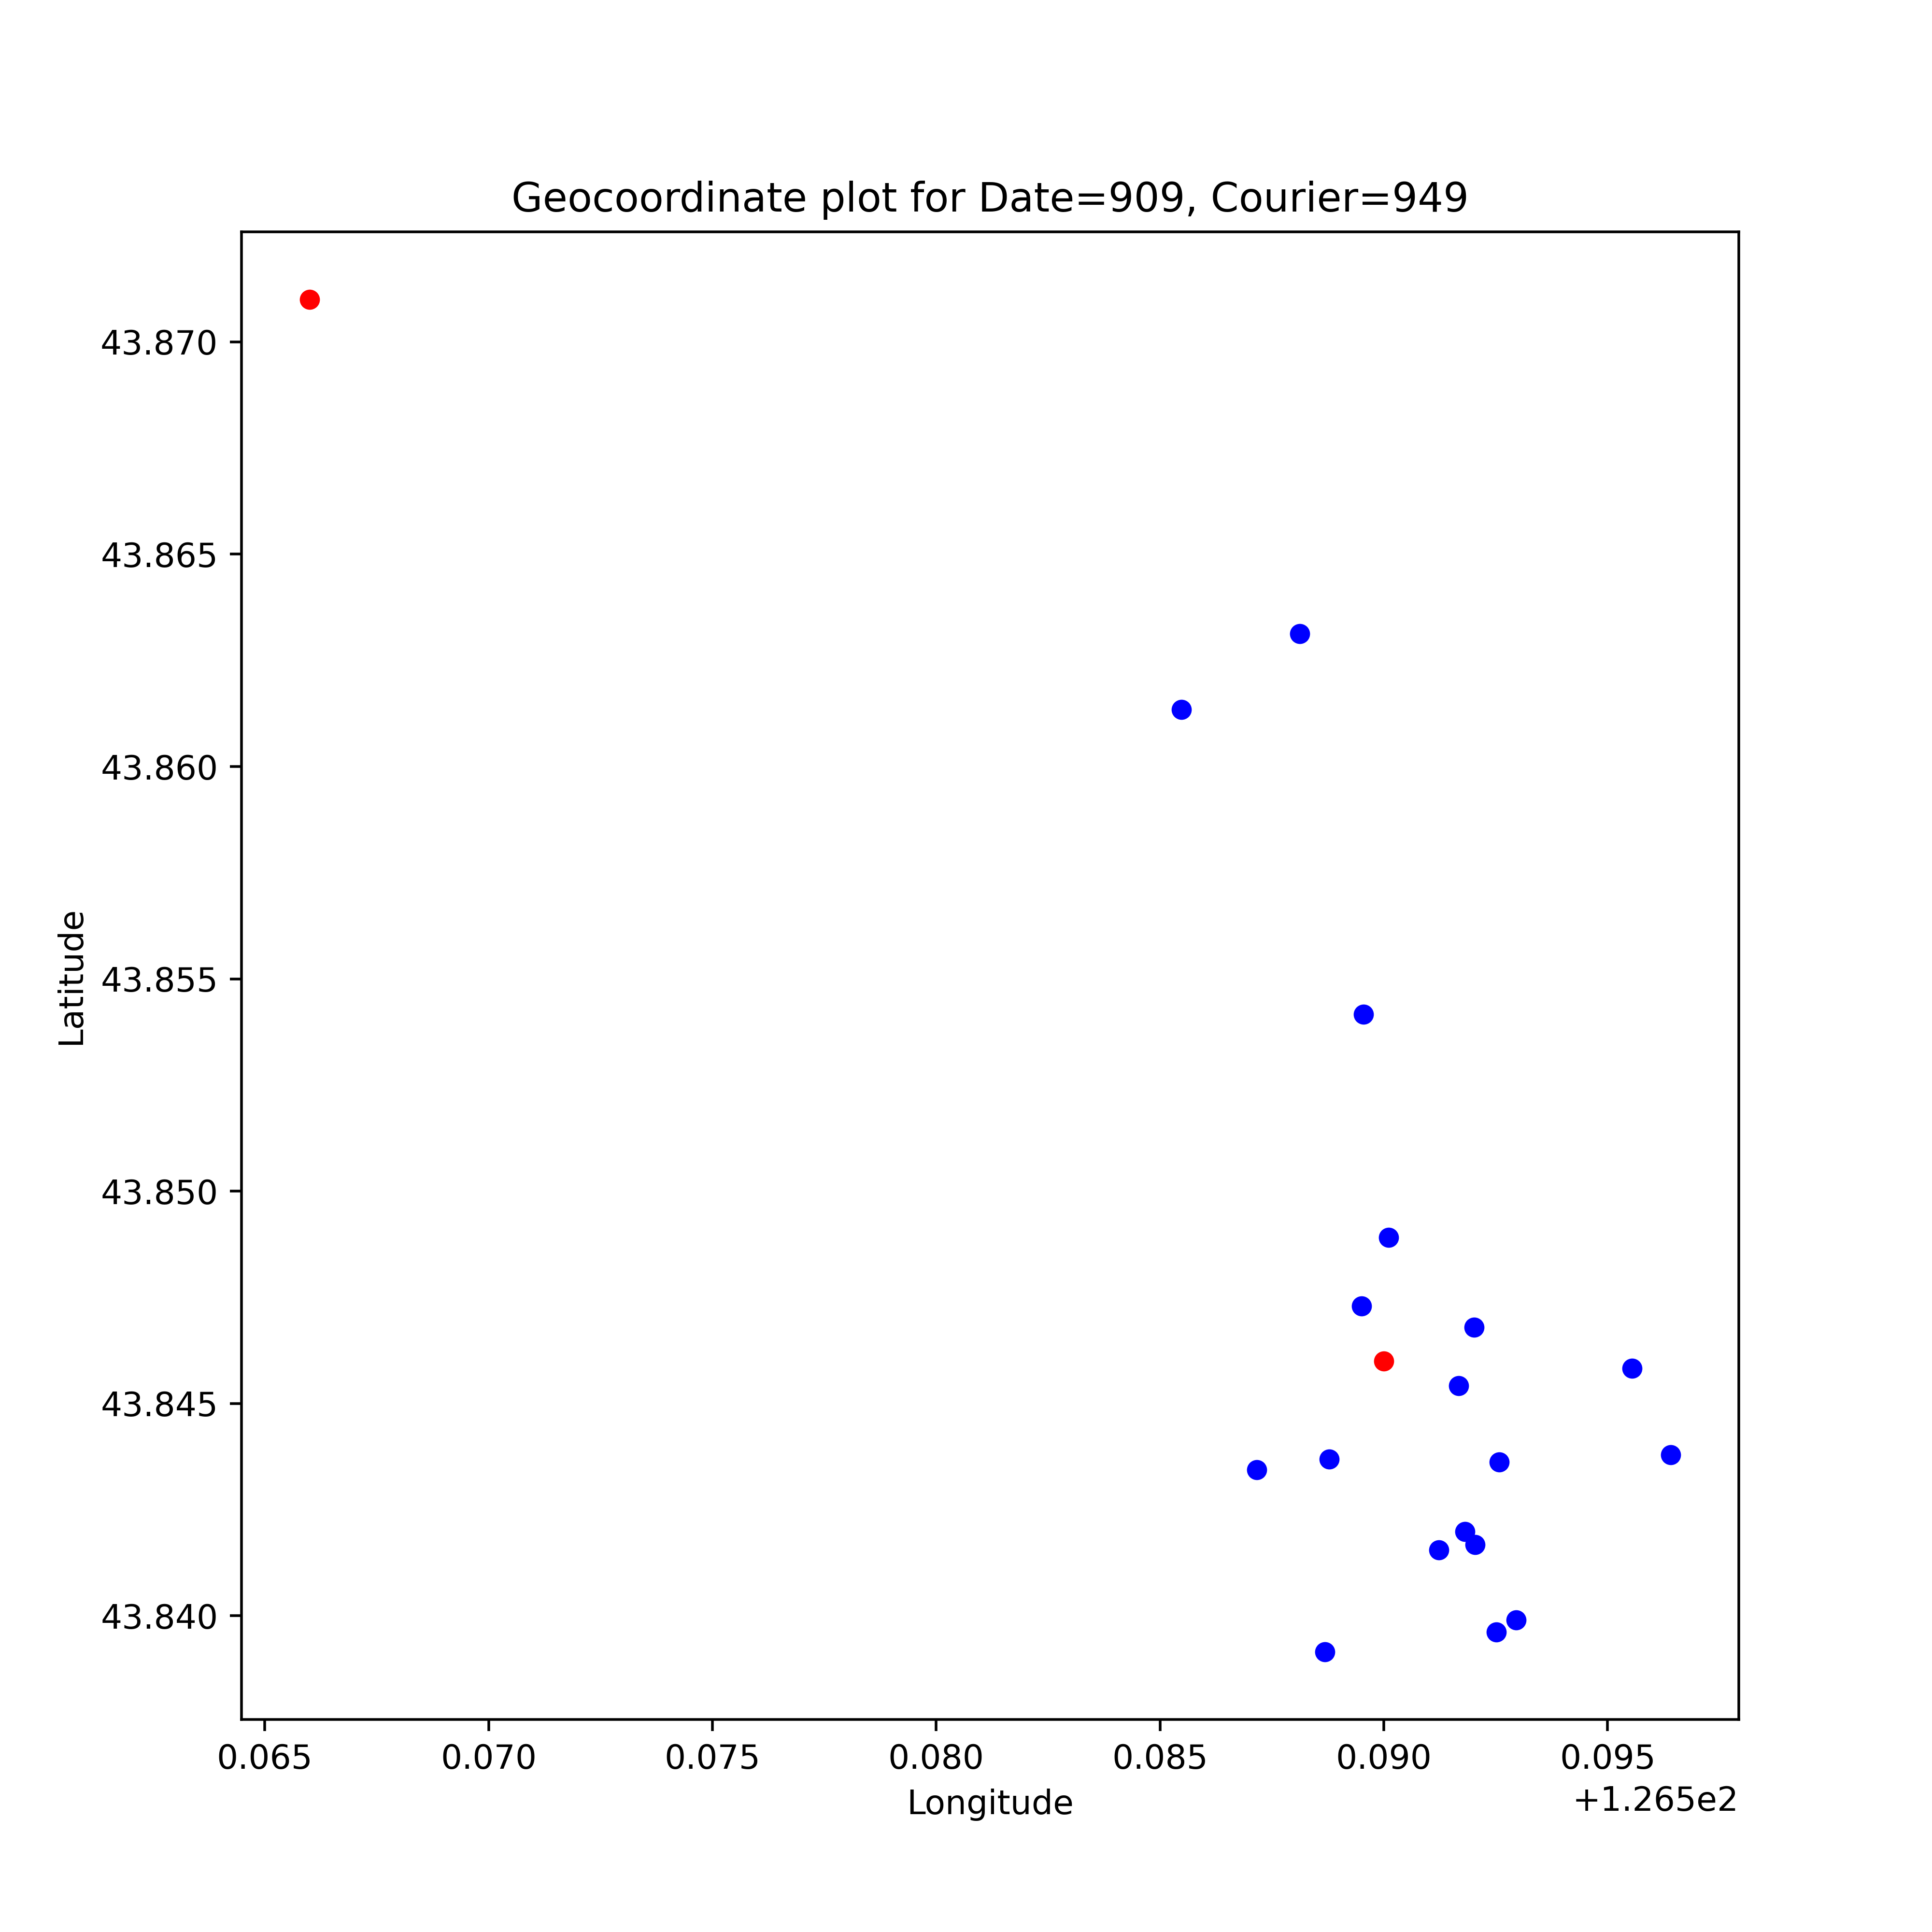 Geocoordinate plot for Date=909, Courier=949
43.870
43.865
43.860
43.855
43.850
43.845
43.840
Latitude
0.065 0.070 0.075 0.080 0.085 0.090 0.095
+1.265e2
Longitude